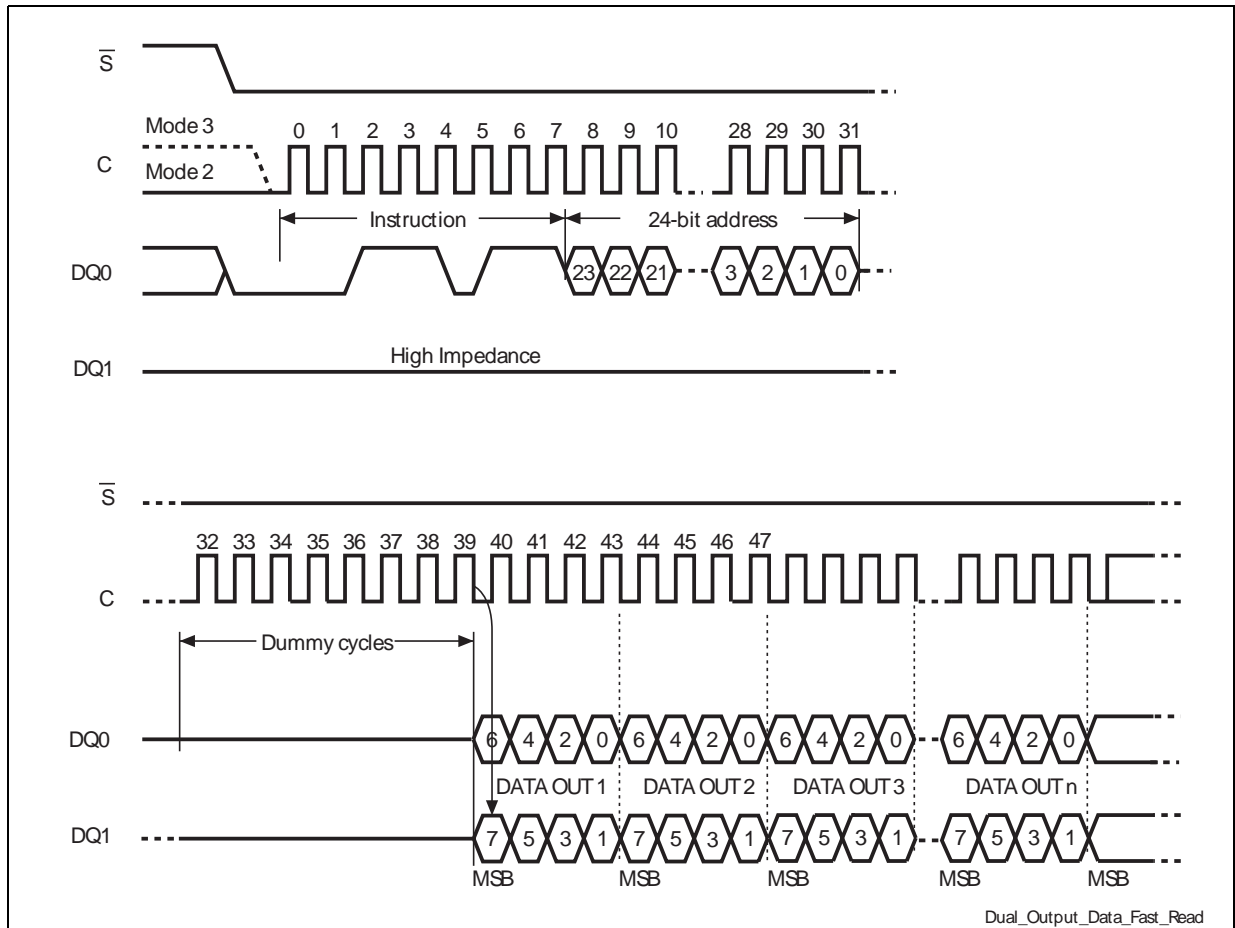 S
Mode 3
0 1 2 3 4 5 6 7 8 9 10 28 29 30 31
C
Mode 2
Instruction 24-bit address
DQ0
23 22 21 3 2 1 0
High Impedance
DQ1
S
32 33 34 35 36 37 38 39 40 41 42 43 44 45 46 47
C
Dummy cycles
DQ0
6 4 2 0 6 4 2 0 6 4 2 0 6 4 2 0
DATA OUT 1 DATA OUT 2 DATA OUT 3 DATA OUT n
DQ1
7 5 3 1 7 5 3 1 7 5 3 1 7 5 3 1
MSB MSB MSB MSB MSB
Dual_Output_Data_Fast_Read